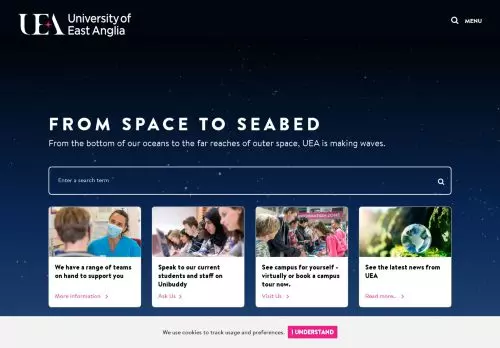 UEA University of
East Anglia
MENU
FROM SPACE TO SEABED
From the bottom of our oceans to the far reaches of outer space, UEA is making waves.
Enter a search term
We have a range of teams
on hand to support you
More information
Speak to our current
students and staff on
Unibuddy
Ask Us
See campus for yourself -
virtually or book a campus
tour now.
Visit Us
See the latest news from
UEA
Read more...
We use cookies to track usage and preferences.
I UNDERSTAND